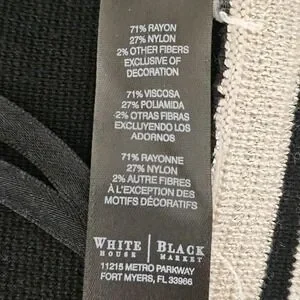 71% RAYON
27% NYLON
2% OTHER FIBERS
EXCLUSIVE OF
DECORATION
71% VISCOSA
27% POLIAMIDA
2% OTRAS FIBRAS
EXCLUYENDO LOS
ADORNOS
71% RAYONNE
27% NYLON
2% AUTRE FIBRES
À L'EXCEPTION DES
MOTIFS DÉCORATIFS
WHITE | BLACK
HOUSE | MARKET
11215 METRO PARKWAY
FORT MYERS, FL 33966